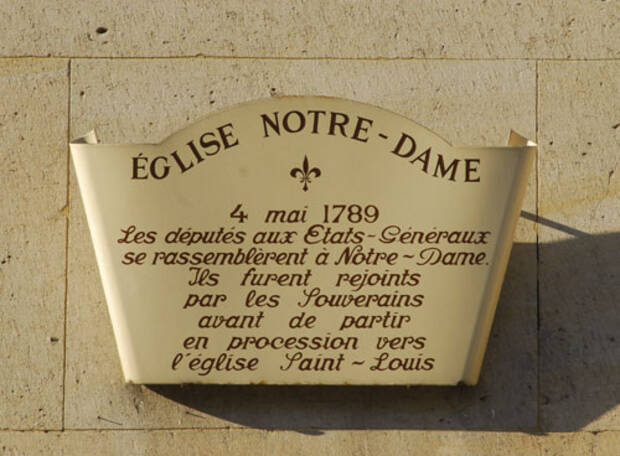 ÉGLISE NOTRE-DAME
4 mai 1789
Les députés aux Etats-Généraux
se rassemblèrent à Notre-Dame.
Ils furent rejoints
par les Souverains
avant de partir
en procession vers
l'église Saint-Louis